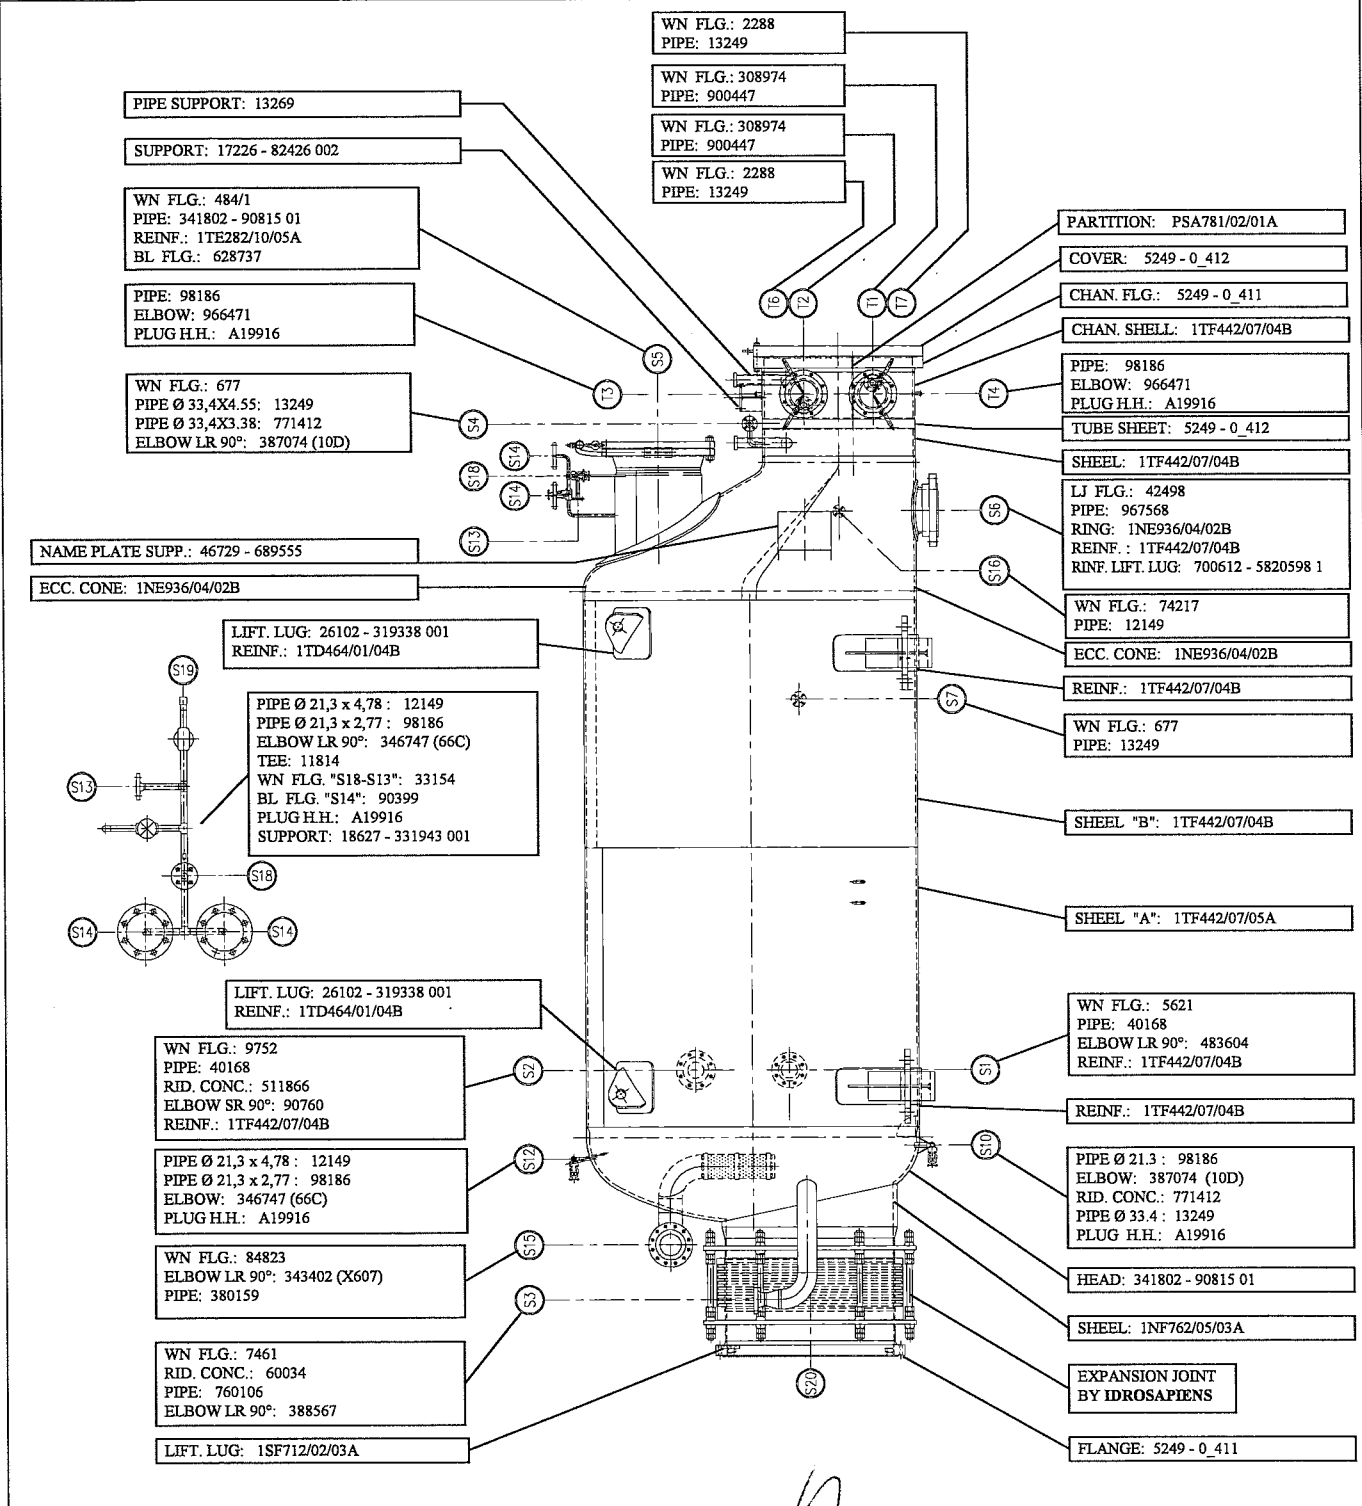 WN FLG.: 2288
PIPE: 13249
WN FLG.: 308974
PIPE: 900447
WN FLG.: 308974
PIPE: 900447
WN FLG.: 2288
PIPE: 13249
PIPE SUPPORT: 13269
SUPPORT: 17226 - 82426 002
WN FLG.: 484/1
PIPE: 341802 - 90815 01
REINF.: 1TE282/10/05A
BL FLG.: 628737
PIPE: 98186
ELBOW: 966471
PLUG H.H.: A19916
WN FLG.: 677
PIPE Ø 33,4X4.55: 13249
PIPE Ø 33,4X3.38: 771412
ELBOW LR 90°: 387074 (10D)
NAME PLATE SUPP.: 46729 - 689555
ECC. CONE: 1NE936/04/02B
LIFT. LUG: 26102 - 319338 001
REINF.: 1TD464/01/04B
PIPE Ø 21,3 x 4,78 : 12149
PIPE Ø 21,3 x 2,77 : 98186
ELBOW LR 90°: 346747 (66C)
TEE: 11814
WN FLG. "S18-S13": 33154
BL FLG. "S14": 90399
PLUG H.H.: A19916
SUPPORT: 18627 - 331943 001
LIFT. LUG: 26102 - 319338 001
REINF.: 1TD464/01/04B
WN FLG.: 9752
PIPE: 40168
RID. CONC.: 511866
ELBOW SR 90°: 90760
REINF.: 1TF442/07/04B
PIPE Ø 21,3 x 4,78 : 12149
PIPE Ø 21,3 x 2,77 : 98186
ELBOW: 346747 (66C)
PLUG H.H.: A19916
WN FLG.: 84823
ELBOW LR 90°: 343402 (X607)
PIPE: 380159
WN FLG.: 7461
RID. CONC.: 60034
PIPE: 760106
ELBOW LR 90°: 388567
LIFT. LUG: 1SF712/02/03A
T6
T2
T1
T7
S5
T3
T4
S4
S14
S18
S14
S13
S6
S16
S7
S19
S13
S18
S14
S14
S2
S1
S12
S10
S15
S3
S20
PARTITION: PSA781/02/01A
COVER: 5249 - 0_412
CHAN. FLG.: 5249 - 0_411
CHAN. SHELL: 1TF442/07/04B
PIPE: 98186
ELBOW: 966471
PLUG H.H.: A19916
TUBE SHEET: 5249 - 0_412
SHEEL: 1TF442/07/04B
LJ FLG.: 42498
PIPE: 967568
RING: 1NE936/04/02B
REINF. : 1TF442/07/04B
RINF. LIFT. LUG: 700612 - 5820598 1
WN FLG.: 74217
PIPE: 12149
ECC. CONE: 1NE936/04/02B
REINF.: 1TF442/07/04B
WN FLG.: 677
PIPE: 13249
SHEEL "B": 1TF442/07/04B
SHEEL "A": 1TF442/07/05A
WN FLG.: 5621
PIPE: 40168
ELBOW LR 90°: 483604
REINF.: 1TF442/07/04B
REINF.: 1TF442/07/04B
PIPE Ø 21.3 : 98186
ELBOW: 387074 (10D)
RID. CONC.: 771412
PIPE Ø 33.4 : 13249
PLUG H.H.: A19916
HEAD: 341802 - 90815 01
SHEEL: 1NF762/05/03A
EXPANSION JOINT
BY IDROSAPIENS
FLANGE: 5249 - 0_411